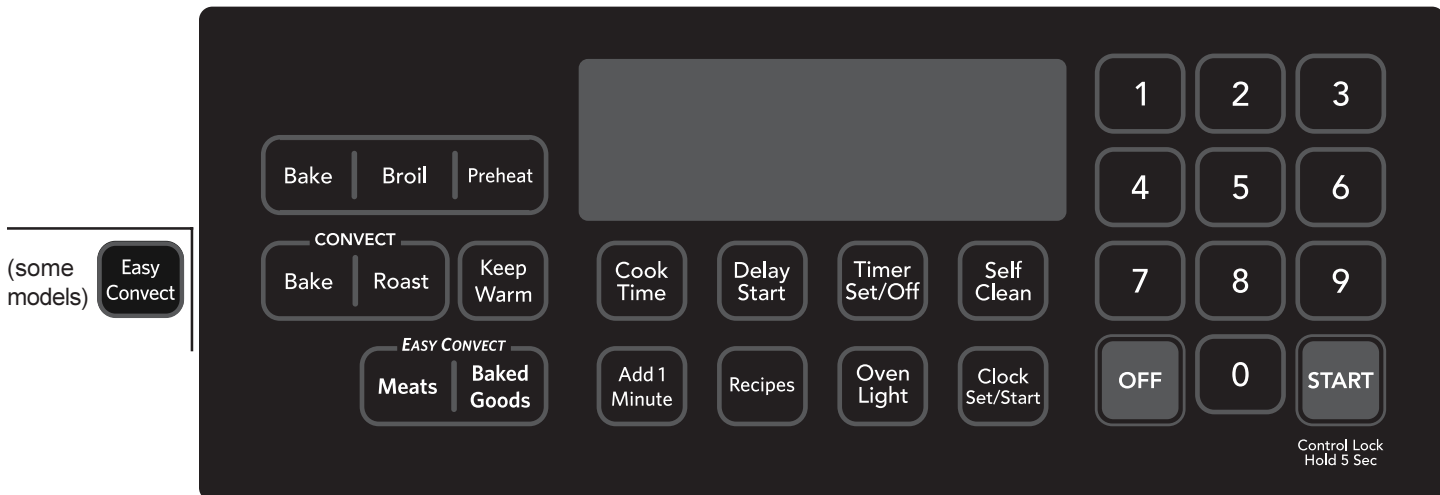 (some
models)
Easy
Convect
Bake
Broil
Preheat
CONVECT
Bake
Roast
Keep
Warm
EASY CONVECT
Meats
Baked
Goods
Cook
Time
Delay
Start
Timer
Set/Off
Self
Clean
Add 1
Minute
Recipes
Oven
Light
Clock
Set/Start
1
2
3
4
5
6
7
8
9
OFF
0
START
Control Lock
Hold 5 Sec